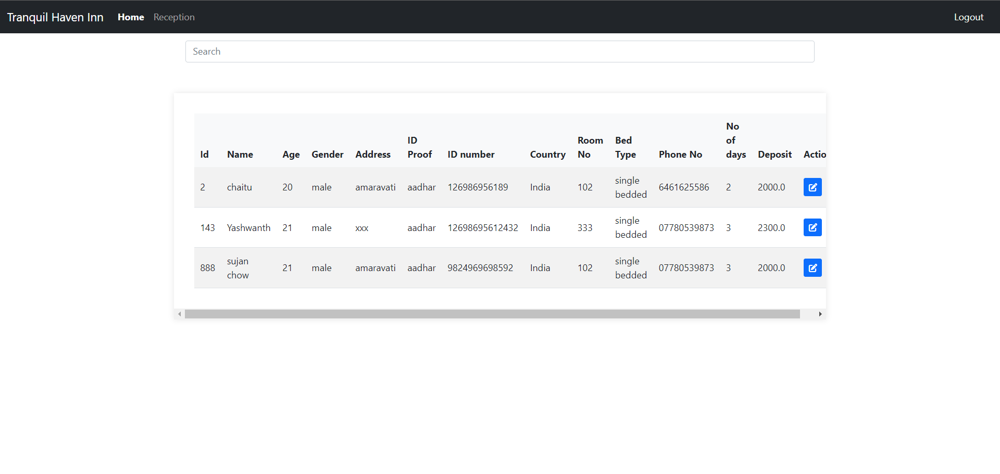 Tranquil Haven Inn Home Reception Logout
Search
Id Name Age Gender Address ID Proof ID number Country Room No Bed Type Phone No No of days Deposit Actio
2 chaitu 20 male amaravati aadhar 126986956189 India 102 single bedded 6461625586 2 2000.0
143 Yashwanth 21 male xxx aadhar 12698695612432 India 333 single bedded 07780539873 3 2300.0
888 sujan chow 21 male amaravati aadhar 9824969698592 India 102 single bedded 07780539873 3 2000.0